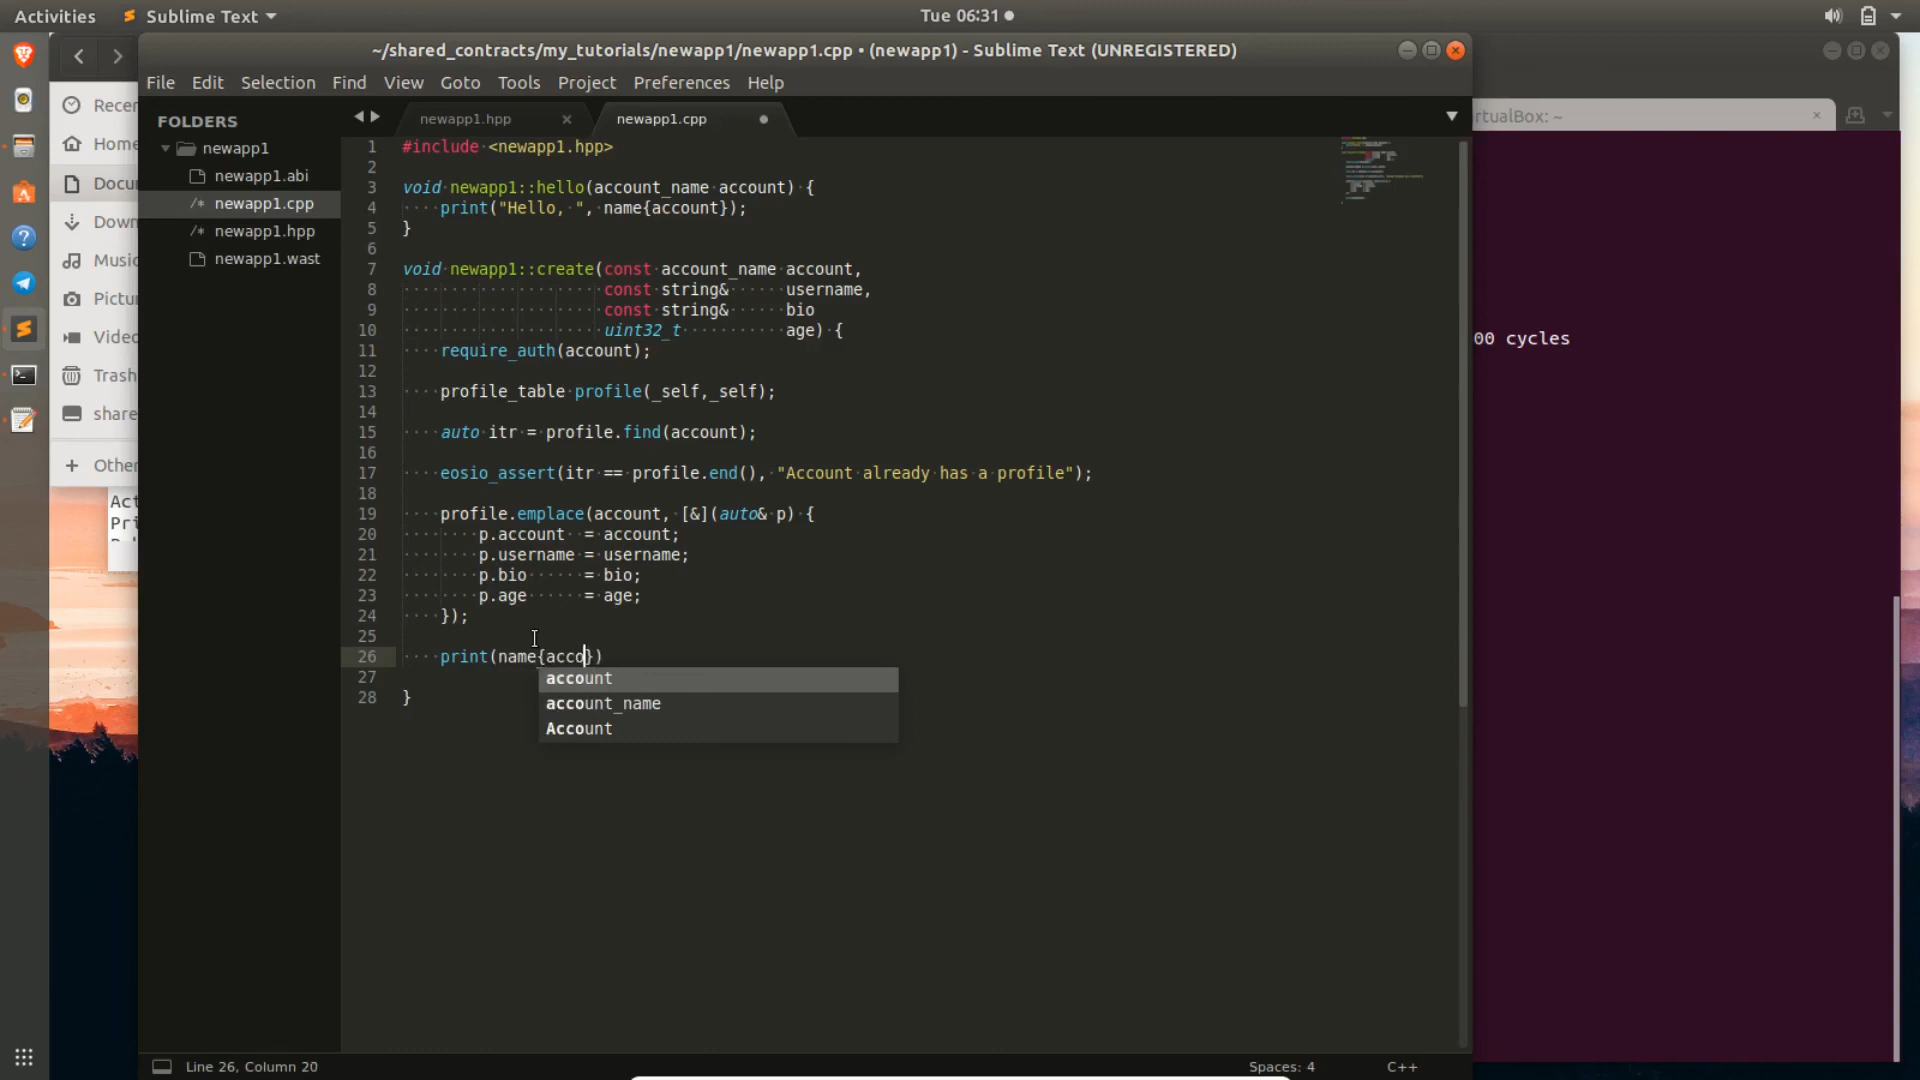 Activities Sublime Text Tue 06:31
~/shared_contracts/my_tutorials/newapp1/newapp1.cpp • (newapp1) - Sublime Text (UNREGISTERED)
File Edit Selection Find View Goto Tools Project Preferences Help
Recen
Home
Docu
Down
Music
Pictur
Video
Trash
share
+ Other
Act
Pri
FOLDERS
newapp1
newapp1.abi
/* newapp1.cpp
/* newapp1.hpp
newapp1.wast
newapp1.hpp × newapp1.cpp
1 #include <newapp1.hpp>
2
3 void newapp1::hello(account_name account) {
4 print("Hello, ", name{account});
5 }
6
7 void newapp1::create(const account_name account,
8 const string& username,
9 const string& bio
10 uint32_t age) {
11 require_auth(account);
12
13 profile_table profile(_self,_self);
14
15 auto itr = profile.find(account);
16
17 eosio_assert(itr == profile.end(), "Account already has a profile");
18
19 profile.emplace(account, [&](auto& p) {
20 p.account = account;
21 p.username = username;
22 p.bio = bio;
23 p.age = age;
24 });
25
26 print(name{acco})
27
28 }
account
account_name
Account
rtualBox: ~
00 cycles
Line 26, Column 20 Spaces: 4 C++